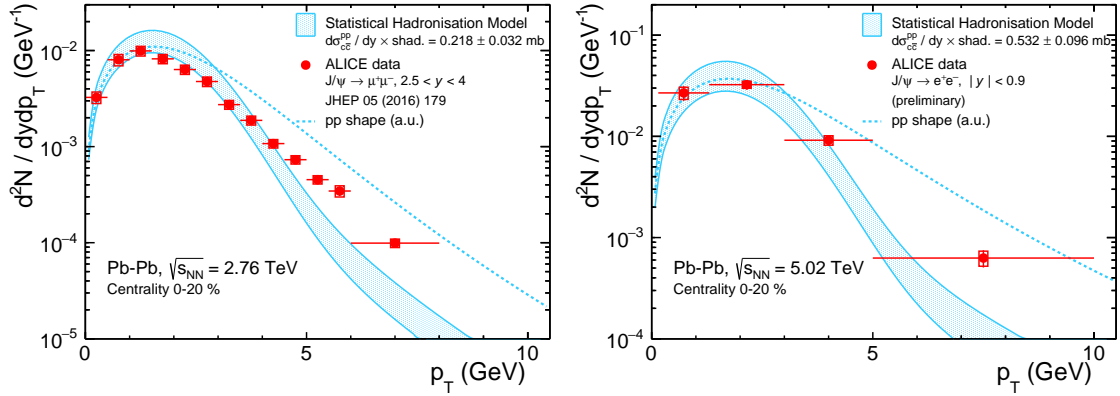 d²N / dydp_T (GeV⁻¹)
10⁻²
10⁻³
10⁻⁴
10⁻⁵
Statistical Hadronisation Model
dσ^{pp}_{cc̅} / dy × shad. = 0.218 ± 0.032 mb
ALICE data
J/ψ → μ⁺μ⁻, 2.5 < y < 4
JHEP 05 (2016) 179
pp shape (a.u.)
Pb-Pb, √s_NN = 2.76 TeV
Centrality 0-20 %
0 5 10
p_T (GeV)
d²N / dydp_T (GeV⁻¹)
10⁻¹
10⁻²
10⁻³
10⁻⁴
Statistical Hadronisation Model
dσ^{pp}_{cc̅} / dy × shad. = 0.532 ± 0.096 mb
ALICE data
J/ψ → e⁺e⁻, | y | < 0.9
(preliminary)
pp shape (a.u.)
Pb-Pb, √s_NN = 5.02 TeV
Centrality 0-20 %
0 5 10
p_T (GeV)